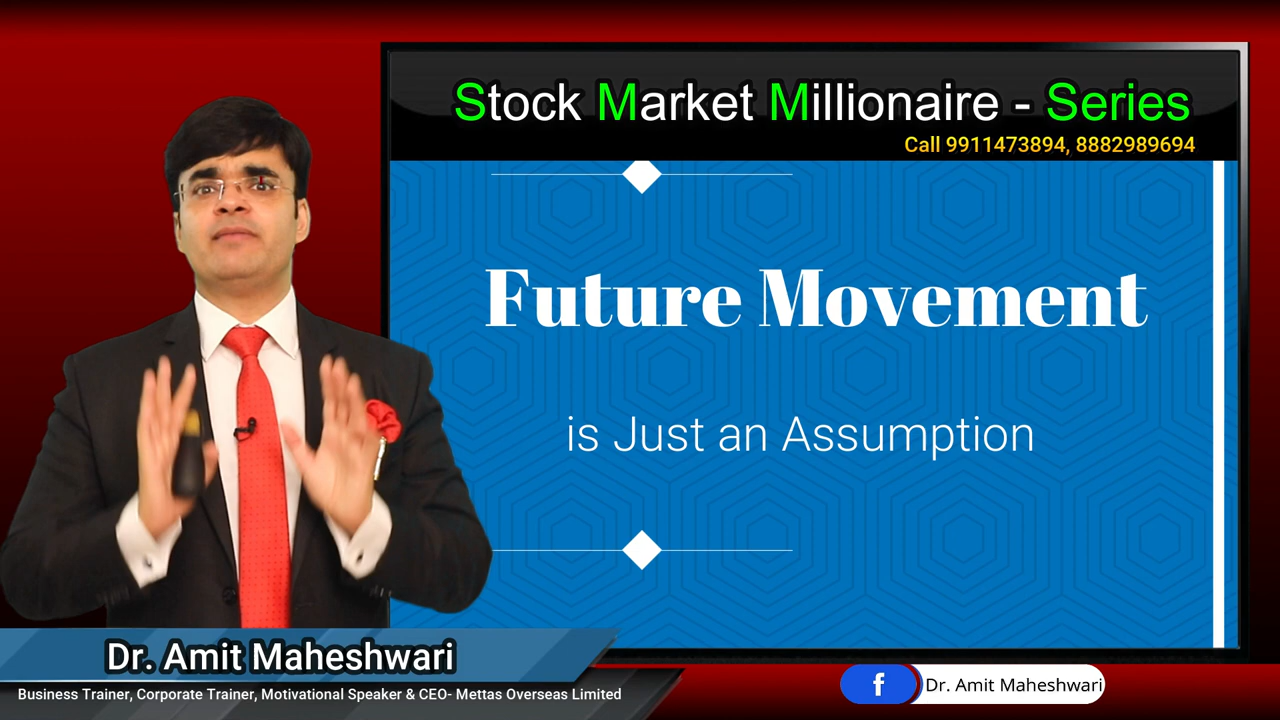 Stock Market Millionaire - Series
Call 9911473894, 8882989694
Future Movement
is Just an Assumption
Dr. Amit Maheshwari
Business Trainer, Corporate Trainer, Motivational Speaker & CEO- Mettas Overseas Limited
f Dr. Amit Maheshwari